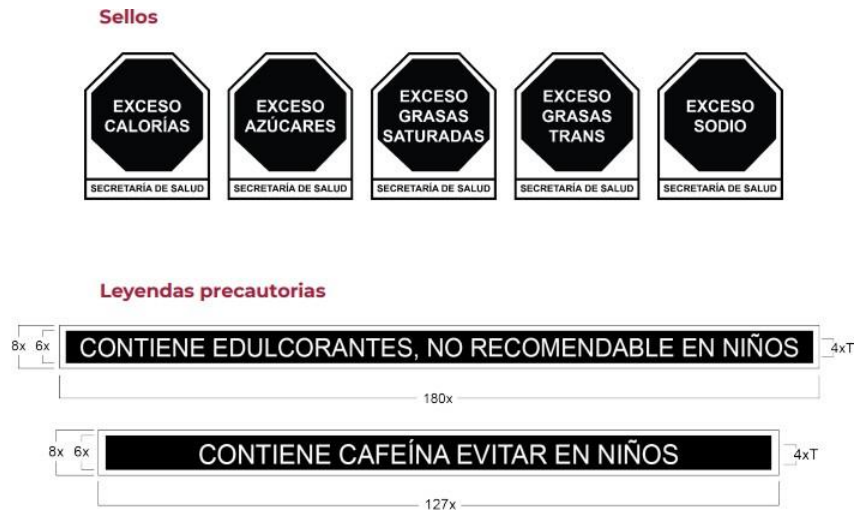 Sellos
EXCESO
CALORÍAS
SECRETARÍA DE SALUD
EXCESO
AZÚCARES
SECRETARÍA DE SALUD
EXCESO
GRASAS
SATURADAS
SECRETARÍA DE SALUD
EXCESO
GRASAS
TRANS
SECRETARÍA DE SALUD
EXCESO
SODIO
SECRETARÍA DE SALUD
Leyendas precautorias
8x 6x CONTIENE EDULCORANTES, NO RECOMENDABLE EN NIÑOS 4xT
180x
8x 6x CONTIENE CAFEÍNA EVITAR EN NIÑOS 4xT
127x